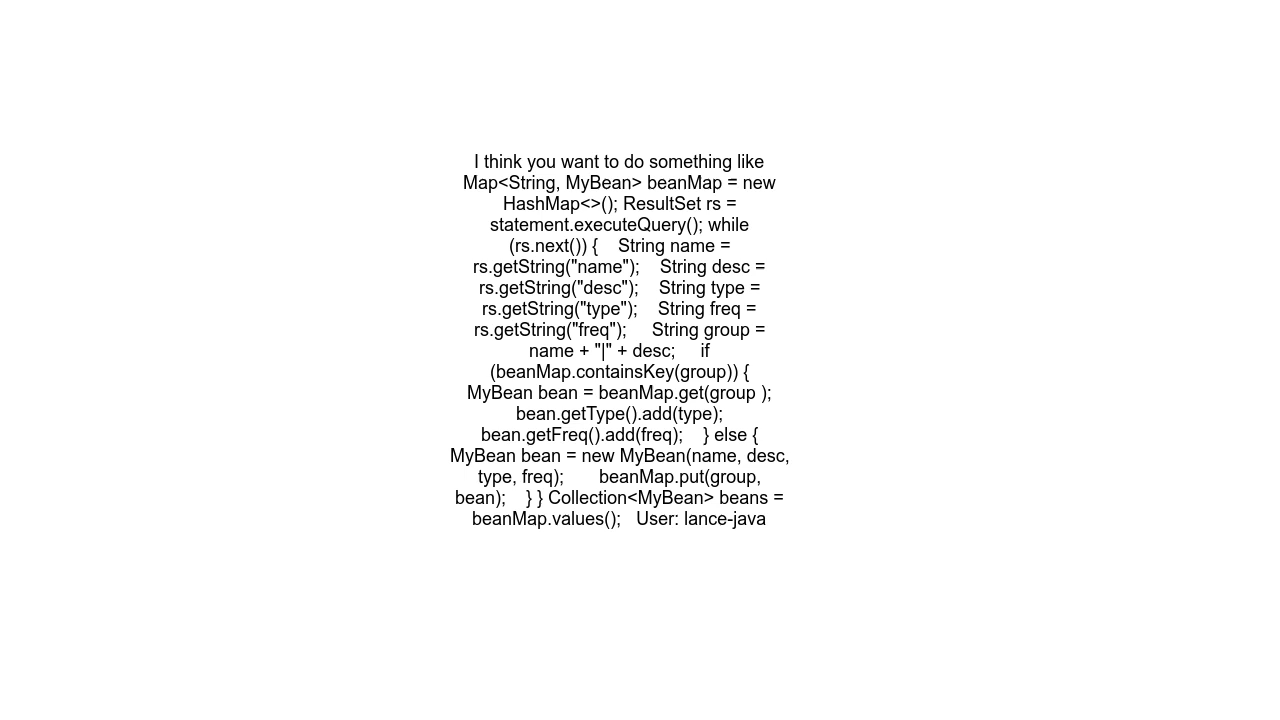 I think you want to do something like
Map<String, MyBean> beanMap = new
HashMap<>(); ResultSet rs =
statement.executeQuery(); while
(rs.next()) {    String name =
rs.getString("name");    String desc =
rs.getString("desc");    String type =
rs.getString("type");    String freq =
rs.getString("freq");     String group =
name + "|" + desc;     if
(beanMap.containsKey(group)) {
MyBean bean = beanMap.get(group );
bean.getType().add(type);
bean.getFreq().add(freq);    } else {
MyBean bean = new MyBean(name, desc,
type, freq);       beanMap.put(group,
bean);    } } Collection<MyBean> beans =
beanMap.values();   User: lance-java